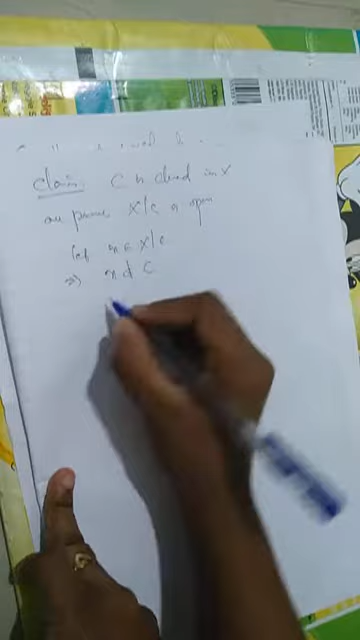 Claim: C is closed in X
we prove X\C is open
let x ∈ X\C
⇒ x ∉ C